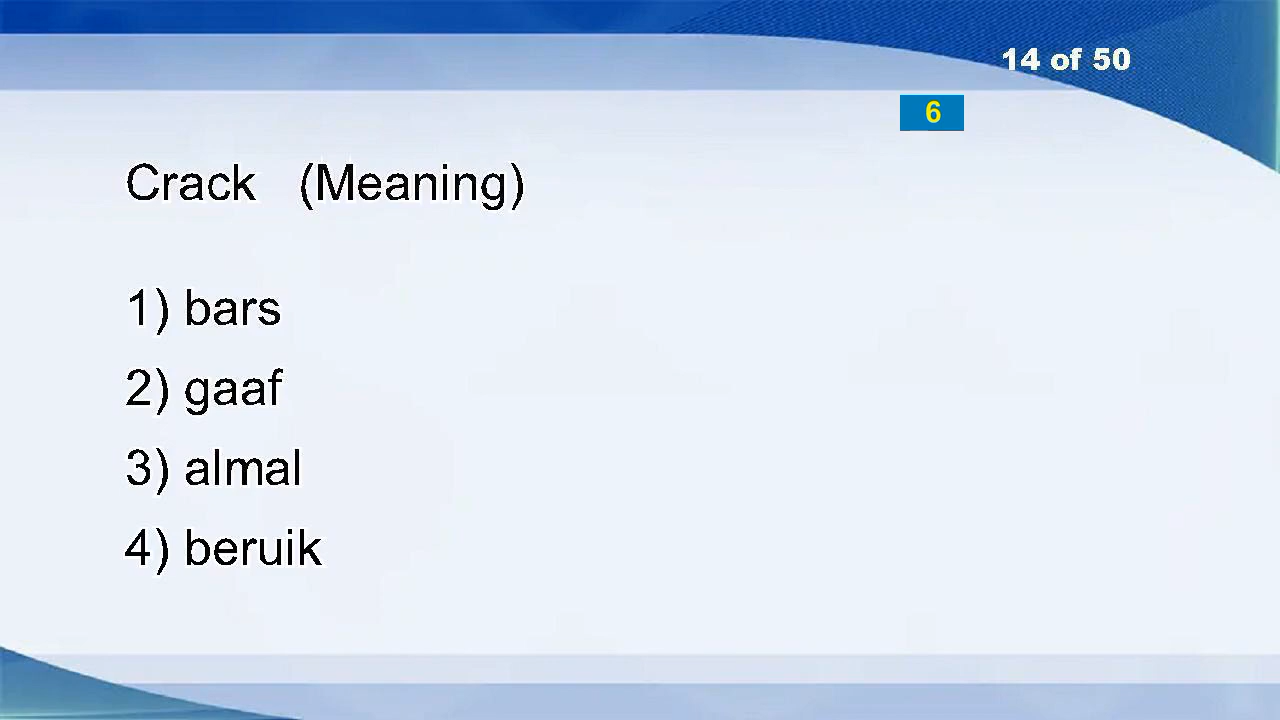 14 of 50
6
Crack (Meaning)
1) bars
2) gaaf
3) almal
4) beruik